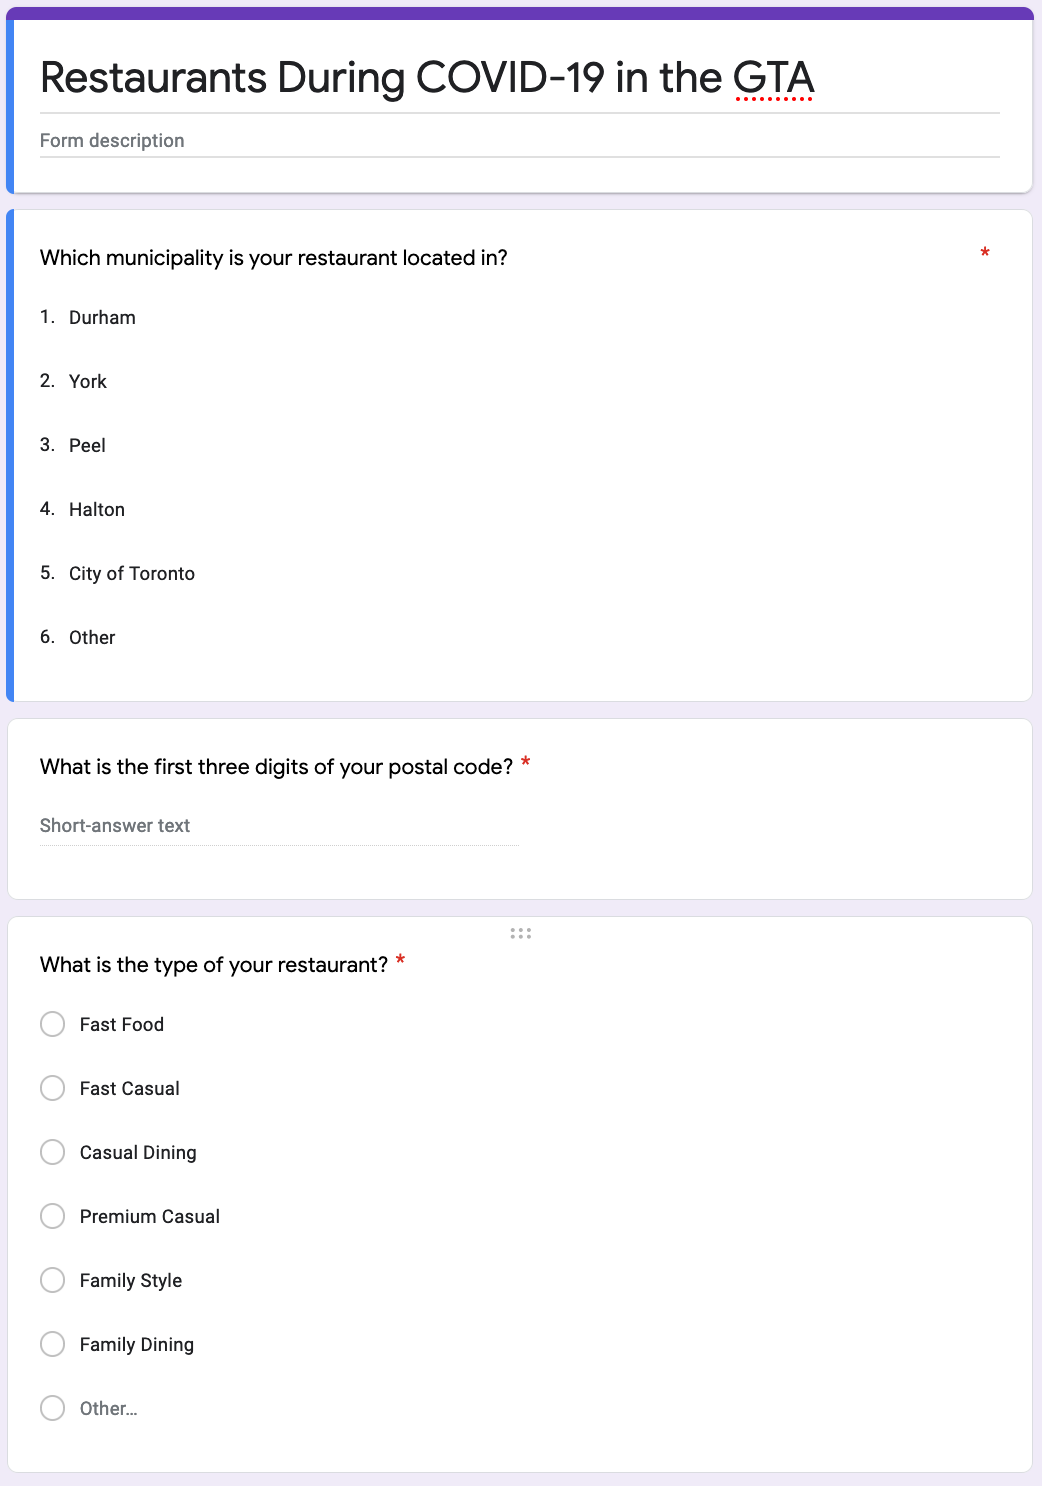 Restaurants During COVID-19 in the GTA
Form description
Which municipality is your restaurant located in? *
1. Durham
2. York
3. Peel
4. Halton
5. City of Toronto
6. Other
What is the first three digits of your postal code? *
Short-answer text
What is the type of your restaurant? *
Fast Food
Fast Casual
Casual Dining
Premium Casual
Family Style
Family Dining
Other...